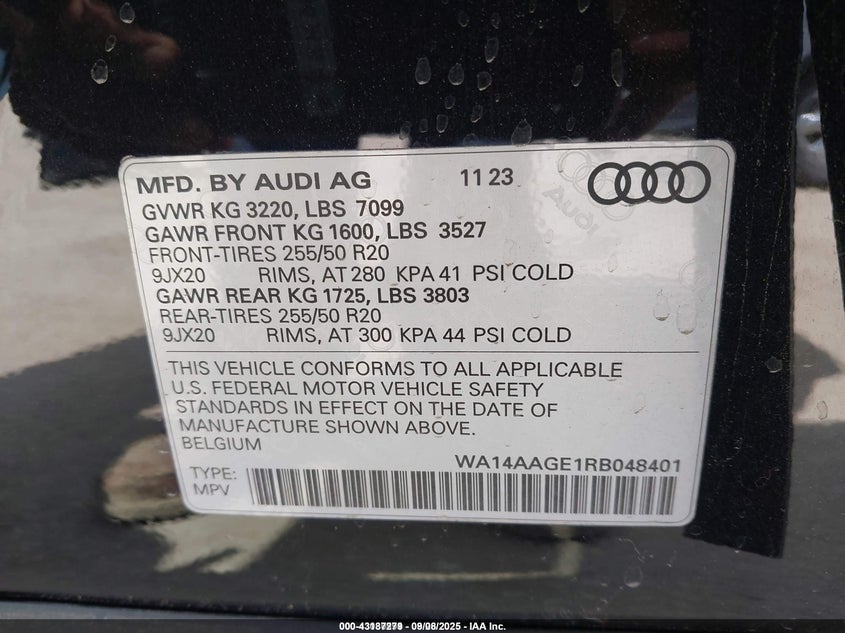 MFD. BY AUDI AG 11 23
GVWR KG 3220, LBS 7099
GAWR FRONT KG 1600, LBS 3527
FRONT-TIRES 255/50 R20
9JX20 RIMS, AT 280 KPA 41 PSI COLD
GAWR REAR KG 1725, LBS 3803
REAR-TIRES 255/50 R20
9JX20 RIMS, AT 300 KPA 44 PSI COLD
THIS VEHICLE CONFORMS TO ALL APPLICABLE
U.S. FEDERAL MOTOR VEHICLE SAFETY
STANDARDS IN EFFECT ON THE DATE OF
MANUFACTURE SHOWN ABOVE.
BELGIUM
WA14AAGE1RB048401
TYPE:
MPV
IAA Inc.